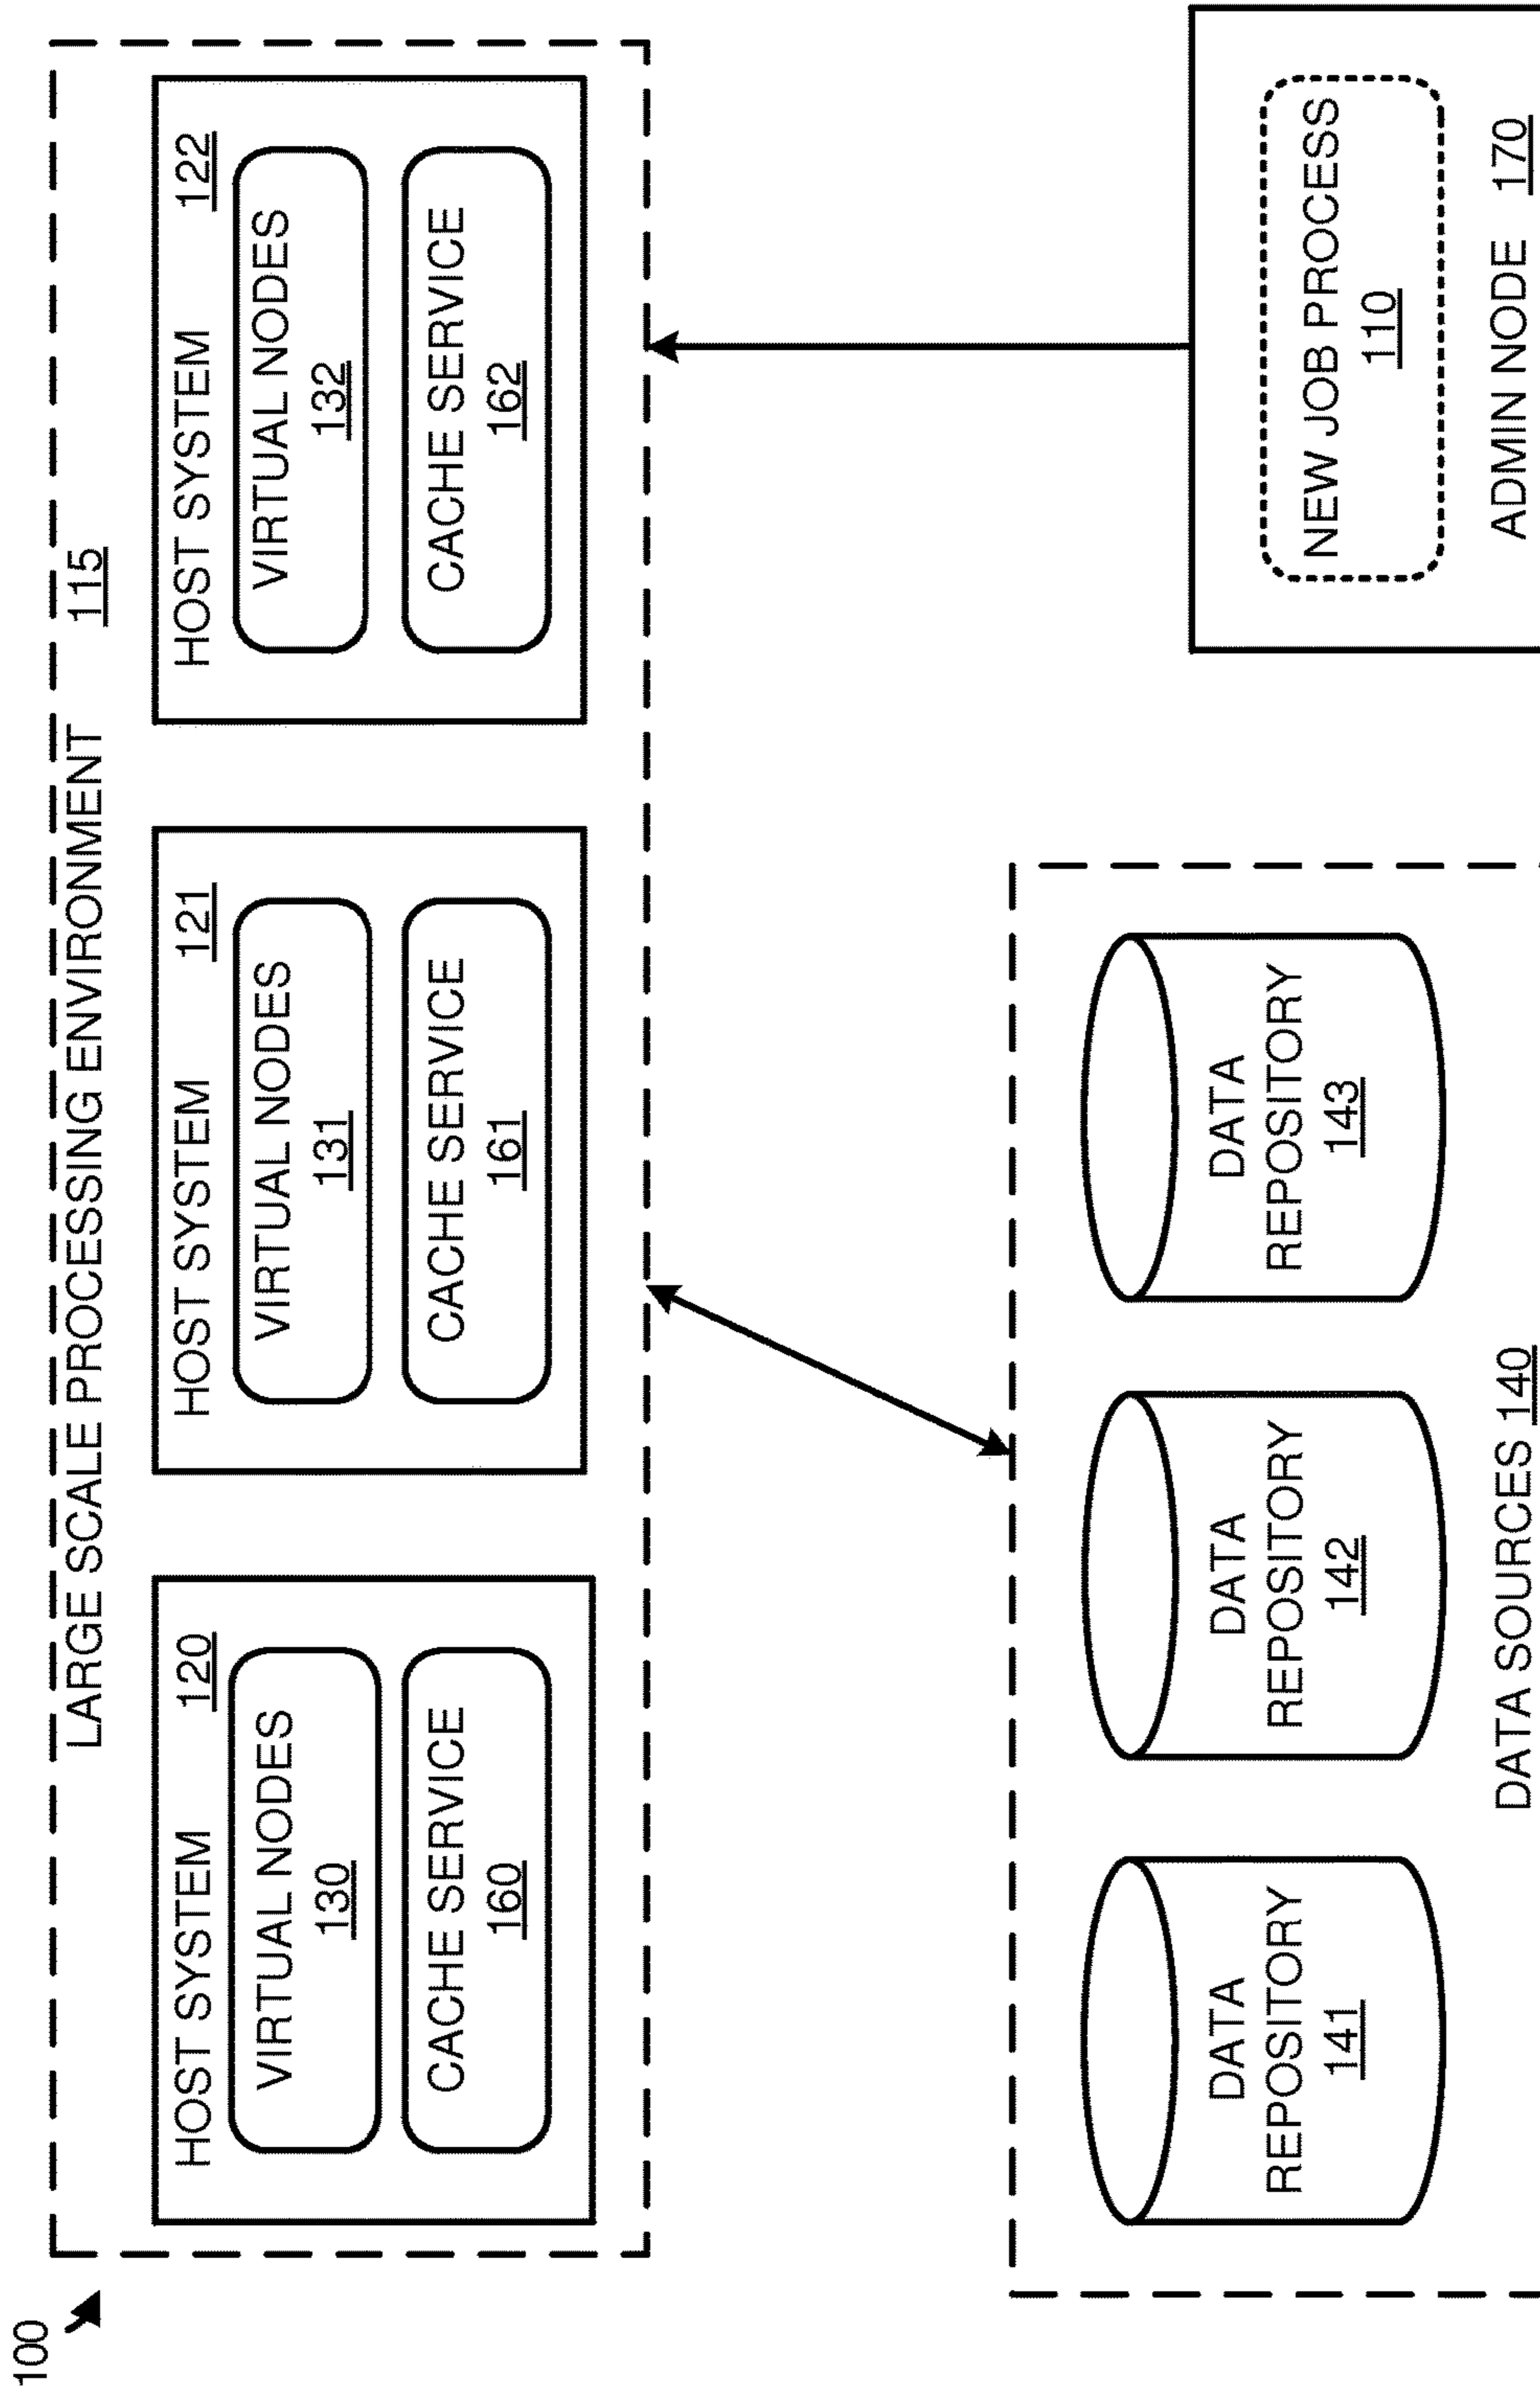 100
LARGE SCALE PROCESSING ENVIRONMENT 115
HOST SYSTEM 120
VIRTUAL NODES
130
CACHE SERVICE
160
HOST SYSTEM 121
VIRTUAL NODES
131
CACHE SERVICE
161
HOST SYSTEM 122
VIRTUAL NODES
132
CACHE SERVICE
162
DATA
REPOSITORY
141
DATA
REPOSITORY
142
DATA
REPOSITORY
143
DATA SOURCES 140
NEW JOB PROCESS
110
ADMIN NODE 170